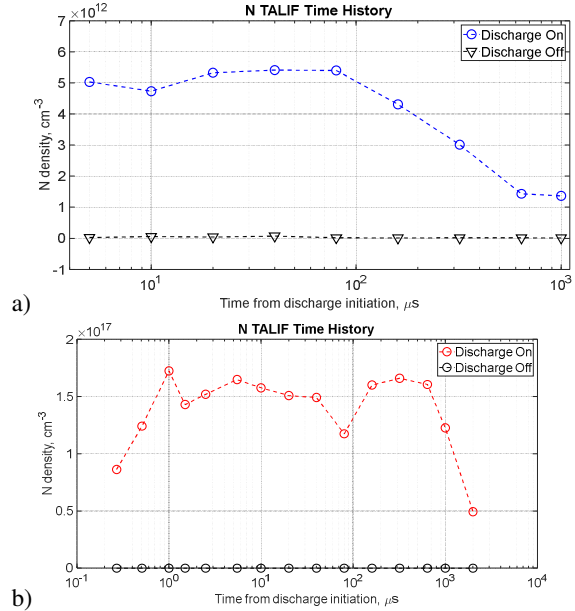 N TALIF Time History
×10^12
7
6
5
4
3
2
1
0
-1
N density, cm^-3
Discharge On
Discharge Off
10^1
10^2
10^3
Time from discharge initiation, μs
a)
N TALIF Time History
×10^17
2
1.5
1
0.5
0
N density, cm^-3
Discharge On
Discharge Off
10^-1
10^0
10^1
10^2
10^3
10^4
Time from discharge initiation, μs
b)